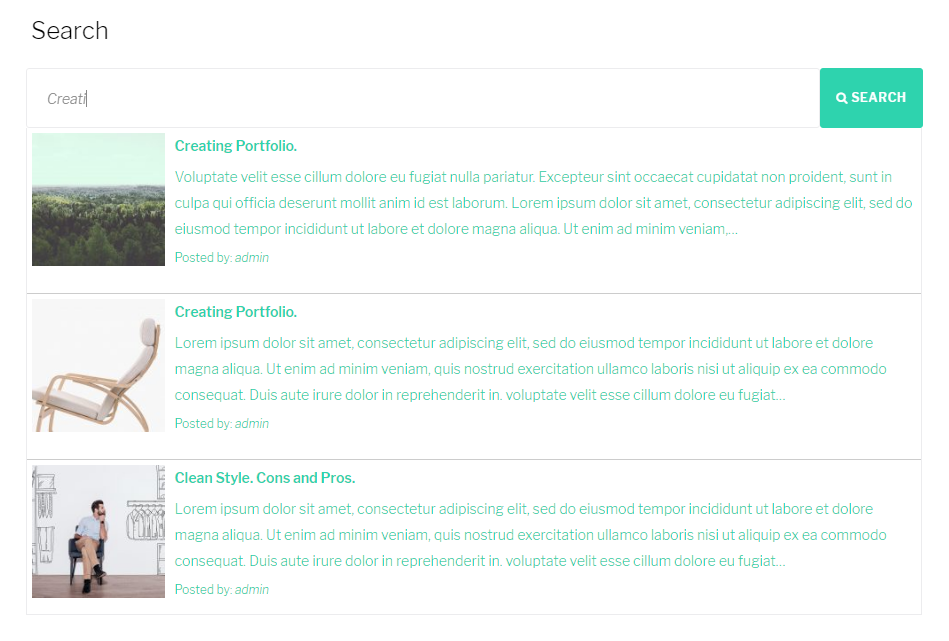 Search
Creati
SEARCH
Creating Portfolio.
Voluptate velit esse cillum dolore eu fugiat nulla pariatur. Excepteur sint occaecat cupidatat non proident, sunt in
culpa qui officia deserunt mollit anim id est laborum. Lorem ipsum dolor sit amet, consectetur adipiscing elit, sed do
eiusmod tempor incididunt ut labore et dolore magna aliqua. Ut enim ad minim veniam,...
Posted by: admin
Creating Portfolio.
Lorem ipsum dolor sit amet, consectetur adipiscing elit, sed do eiusmod tempor incididunt ut labore et dolore
magna aliqua. Ut enim ad minim veniam, quis nostrud exercitation ullamco laboris nisi ut aliquip ex ea commodo
consequat. Duis aute irure dolor in reprehenderit in. voluptate velit esse cillum dolore eu fugiat...
Posted by: admin
Clean Style. Cons and Pros.
Lorem ipsum dolor sit amet, consectetur adipiscing elit, sed do eiusmod tempor incididunt ut labore et dolore
magna aliqua. Ut enim ad minim veniam, quis nostrud exercitation ullamco laboris nisi ut aliquip ex ea commodo
consequat. Duis aute irure dolor in reprehenderit in. voluptate velit esse cillum dolore eu fugiat...
Posted by: admin